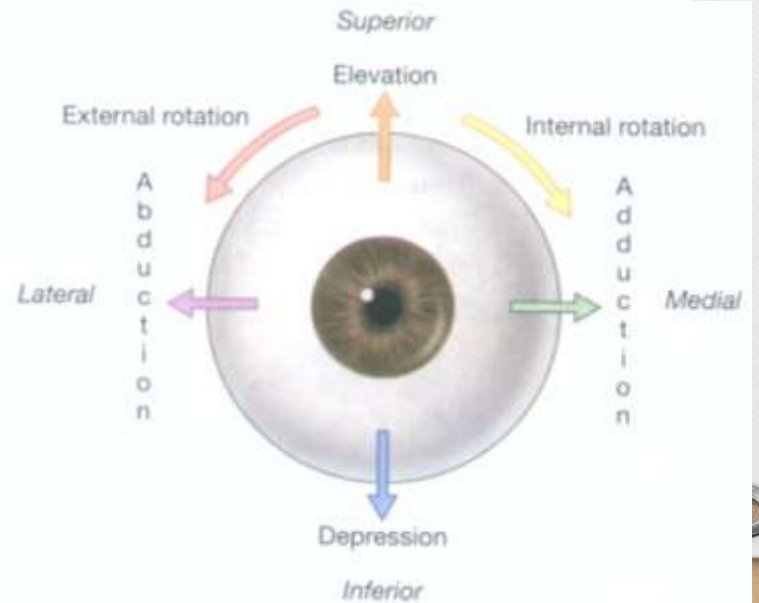 Superior
Elevation
External rotation
Internal rotation
Abduction
Adduction
Lateral
Medial
Depression
Inferior